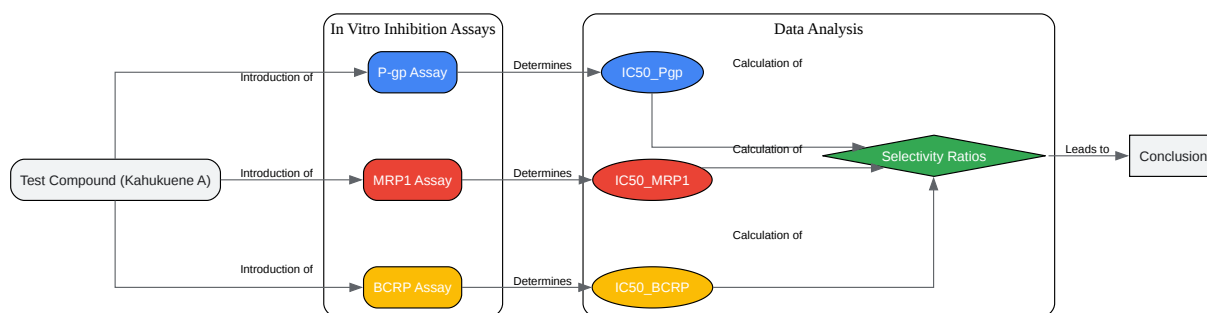 In Vitro Inhibition Assays
Data Analysis
Introduction of
P-gp Assay
Determines
IC50_Pgp
Calculation of
Test Compound (Kahukuene A)
Introduction of
MRP1 Assay
Determines
IC50_MRP1
Calculation of
Selectivity Ratios
Leads to
Conclusion
Introduction of
BCRP Assay
Determines
IC50_BCRP
Calculation of